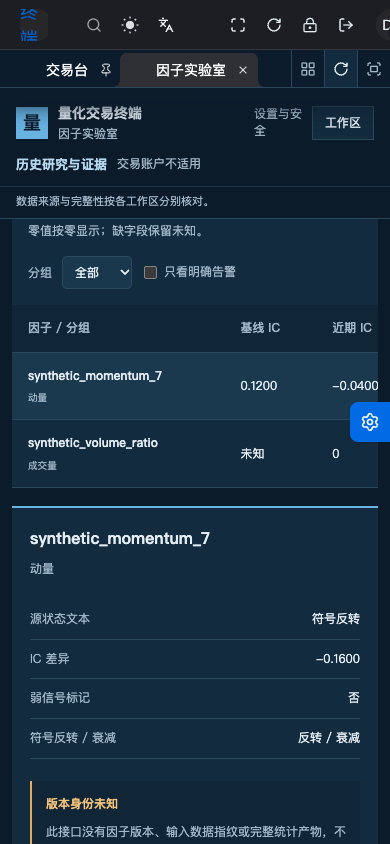 终
端
D
交易台
因子实验室
量
量化交易终端
因子实验室
设置与安
全
工作区
历史研究与证据 交易账户不适用
数据来源与完整性按各工作区分别核对。
零值按零显示；缺字段保留未知。
分组 全部 只看明确告警
因子 / 分组 基线 IC 近期 IC
synthetic_momentum_7
动量
0.1200 −0.0400
synthetic_volume_ratio
成交量
未知 0
synthetic_momentum_7
动量
源状态文本 符号反转
IC 差异 −0.1600
弱信号标记 否
符号反转 / 衰减 反转 / 衰减
版本身份未知
此接口没有因子版本、输入数据指纹或完整统计产物，不